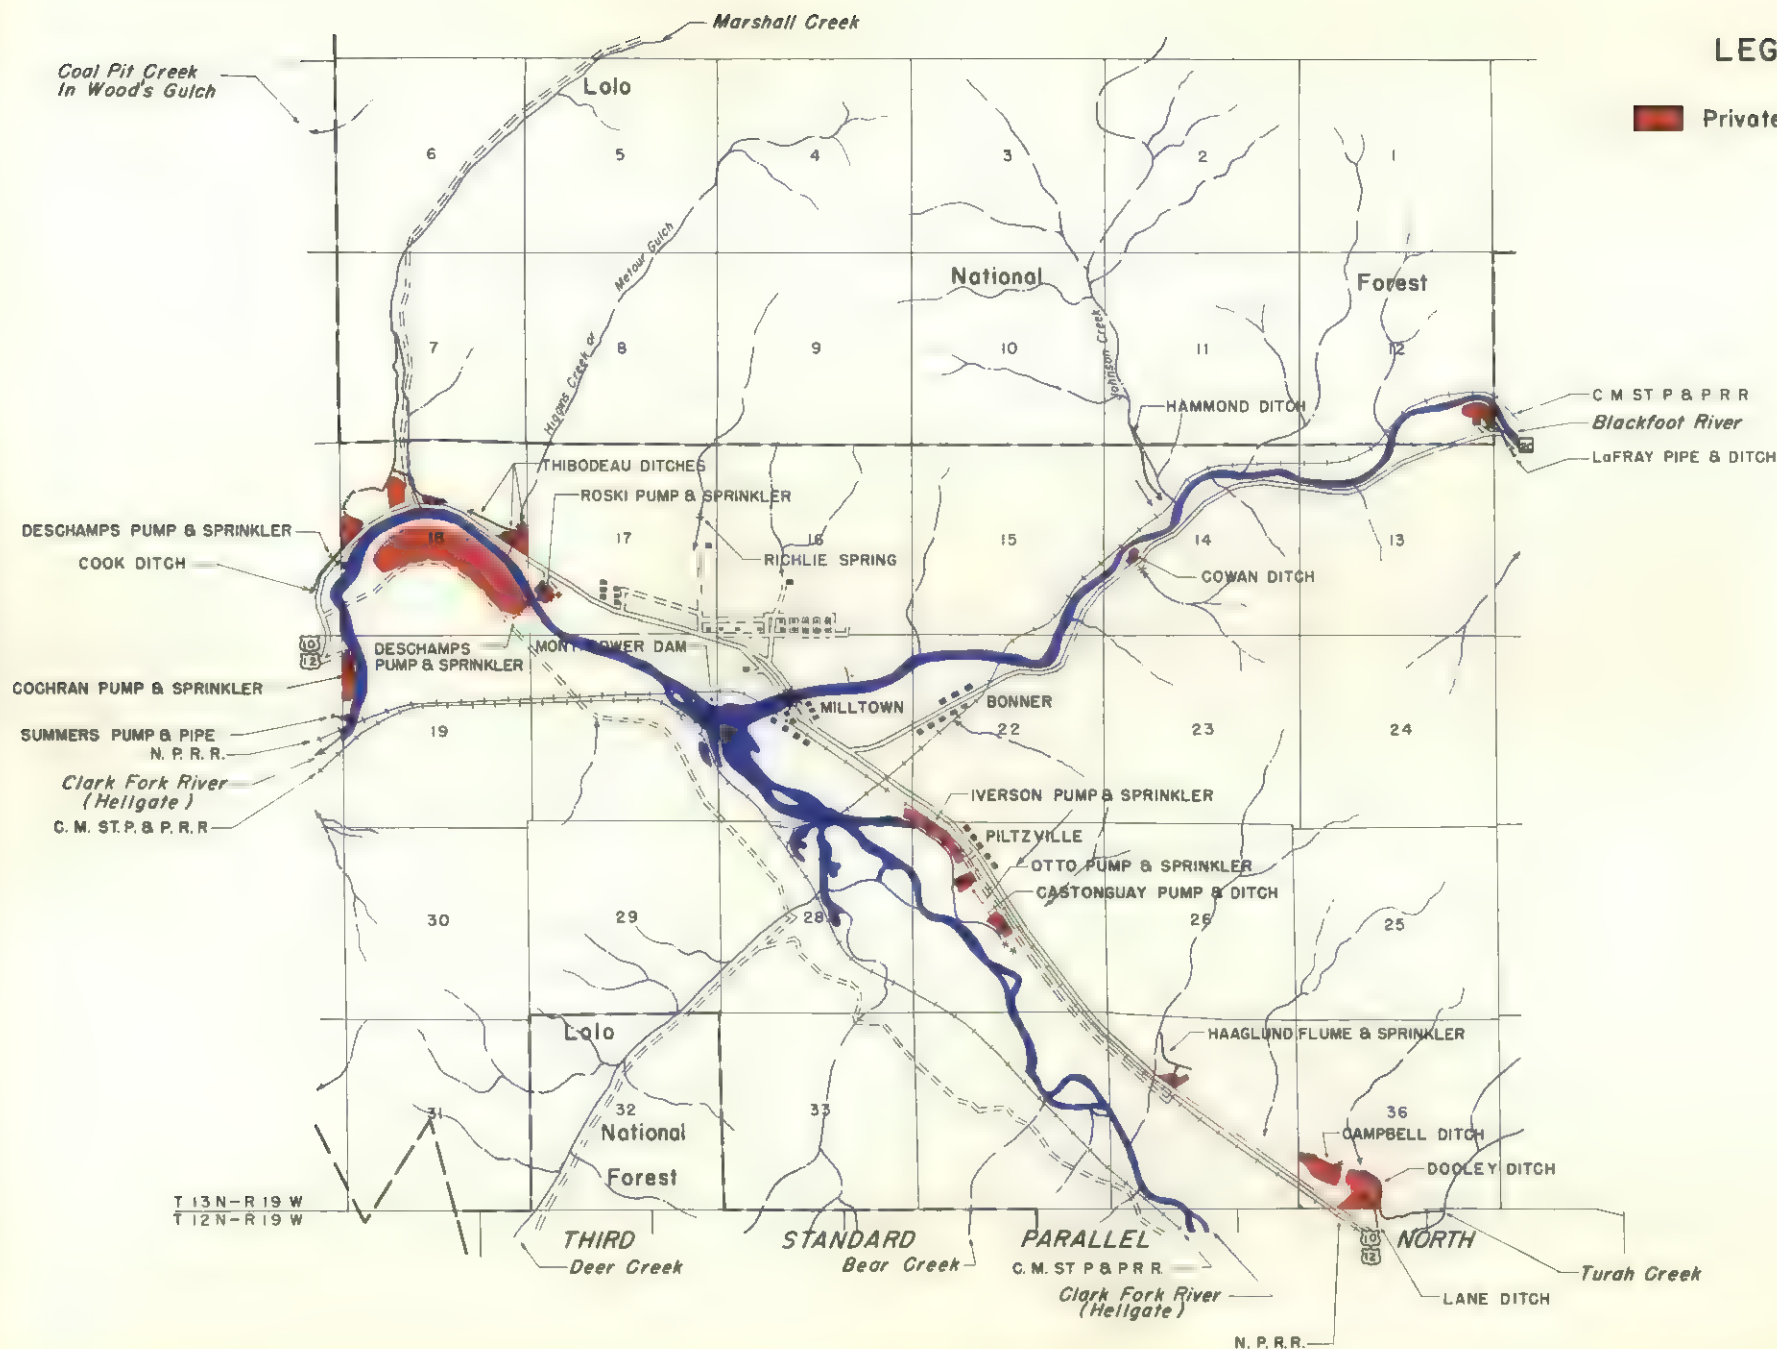 Marshall Creek
LEG
Coal Pit Creek
In Wood's Gulch
Lolo
Private
6
5
4
3
2
1
Metour Gulch
National
Forest
7
8
9
10
11
12
Higgins Creek or
Johnson Creek
C M ST P & P R R
HAMMOND DITCH
Blackfoot River
LaFRAY PIPE & DITCH
THIBODEAU DITCHES
ROSKI PUMP & SPRINKLER
DESCHAMPS PUMP & SPRINKLER
18
17
16
15
14
13
COOK DITCH
RICHLIE SPRING
COWAN DITCH
10
12
DESCHAMPS
PUMP & SPRINKLER
MONT. POWER DAM
COCHRAN PUMP & SPRINKLER
MILLTOWN
BONNER
SUMMERS PUMP & PIPE
19
22
23
24
N. P. R. R.
Clark Fork River
(Hellgate)
IVERSON PUMP & SPRINKLER
C. M. ST. P. & P. R. R
PILTZVILLE
OTTO PUMP & SPRINKLER
CASTONGUAY PUMP & DITCH
30
29
28
26
25
Lolo
HAAGLUND FLUME & SPRINKLER
31
32
33
36
National
CAMPBELL DITCH
Forest
DOOLEY DITCH
T 13 N - R 19 W
T 12 N - R 19 W
THIRD STANDARD PARALLEL NORTH
10
12
Deer Creek
Bear Creek
C. M. ST P & P R R
Turah Creek
Clark Fork River
(Hellgate)
LANE DITCH
N. P. R. R.